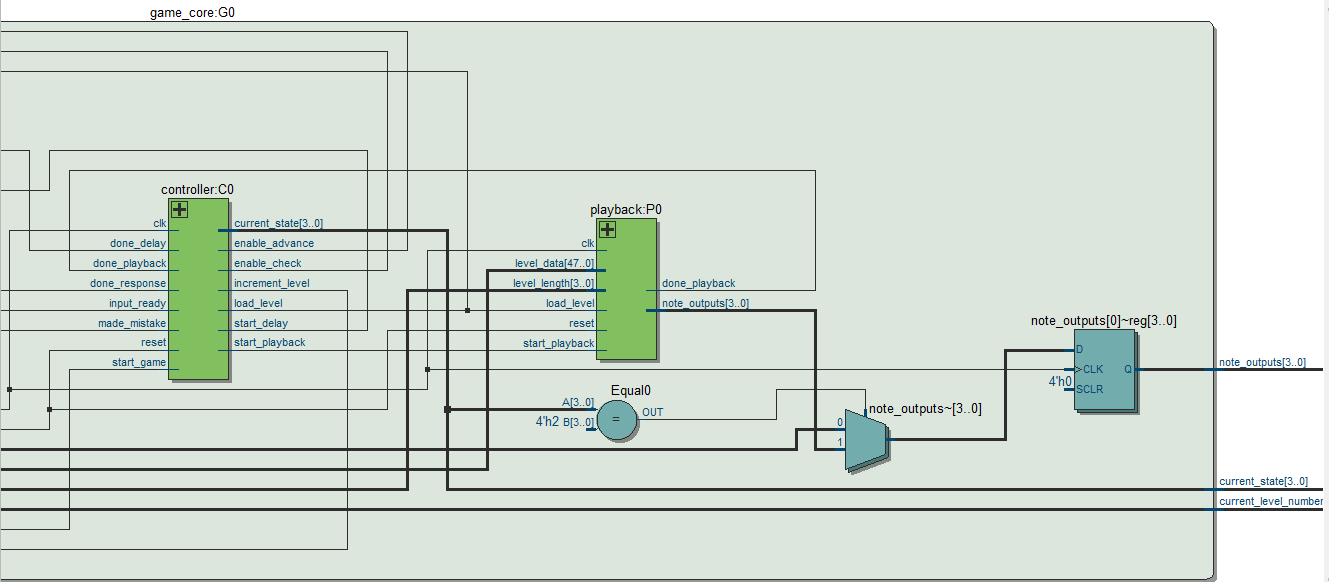 game_core:G0
controller:C0
clk
done_delay
done_playback
done_response
input_ready
made_mistake
reset
start_game
current_state[3..0]
enable_advance
enable_check
increment_level
load_level
start_delay
start_playback
playback:P0
clk
level_data[47..0]
level_length[3..0]
load_level
reset
start_playback
done_playback
note_outputs[3..0]
Equal0
A[3..0]
4'h2 B[3..0]
=
OUT
note_outputs~[3..0]
0
1
note_outputs[0]~reg[3..0]
D
>CLK
4'h0 SCLR
Q
note_outputs[3..0]
current_state[3..0]
current_level_number